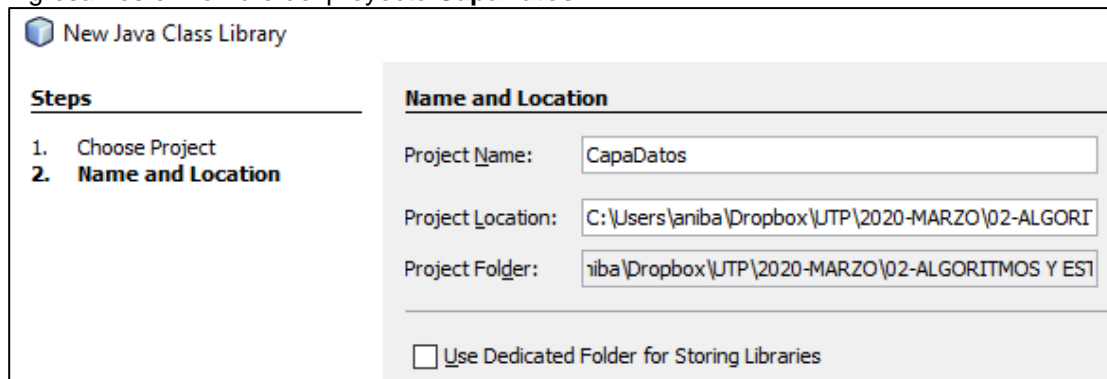 New Java Class Library
Steps
1. Choose Project
2. Name and Location
Name and Location
Project Name: CapaDatos
Project Location: C:\Users\aniba\Dropbox\UTP\2020-MARZO\02-ALGORIT
Project Folder: niba\Dropbox\UTP\2020-MARZO\02-ALGORITMOS Y EST
Use Dedicated Folder for Storing Libraries